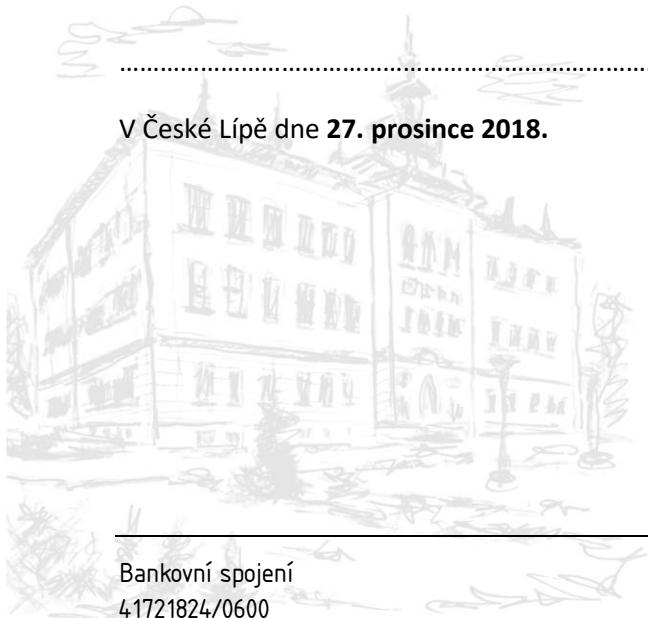 ……………………………………………………………………
V České Lípě dne 27. prosince 2018.
Bankovní spojení
41721824/0600